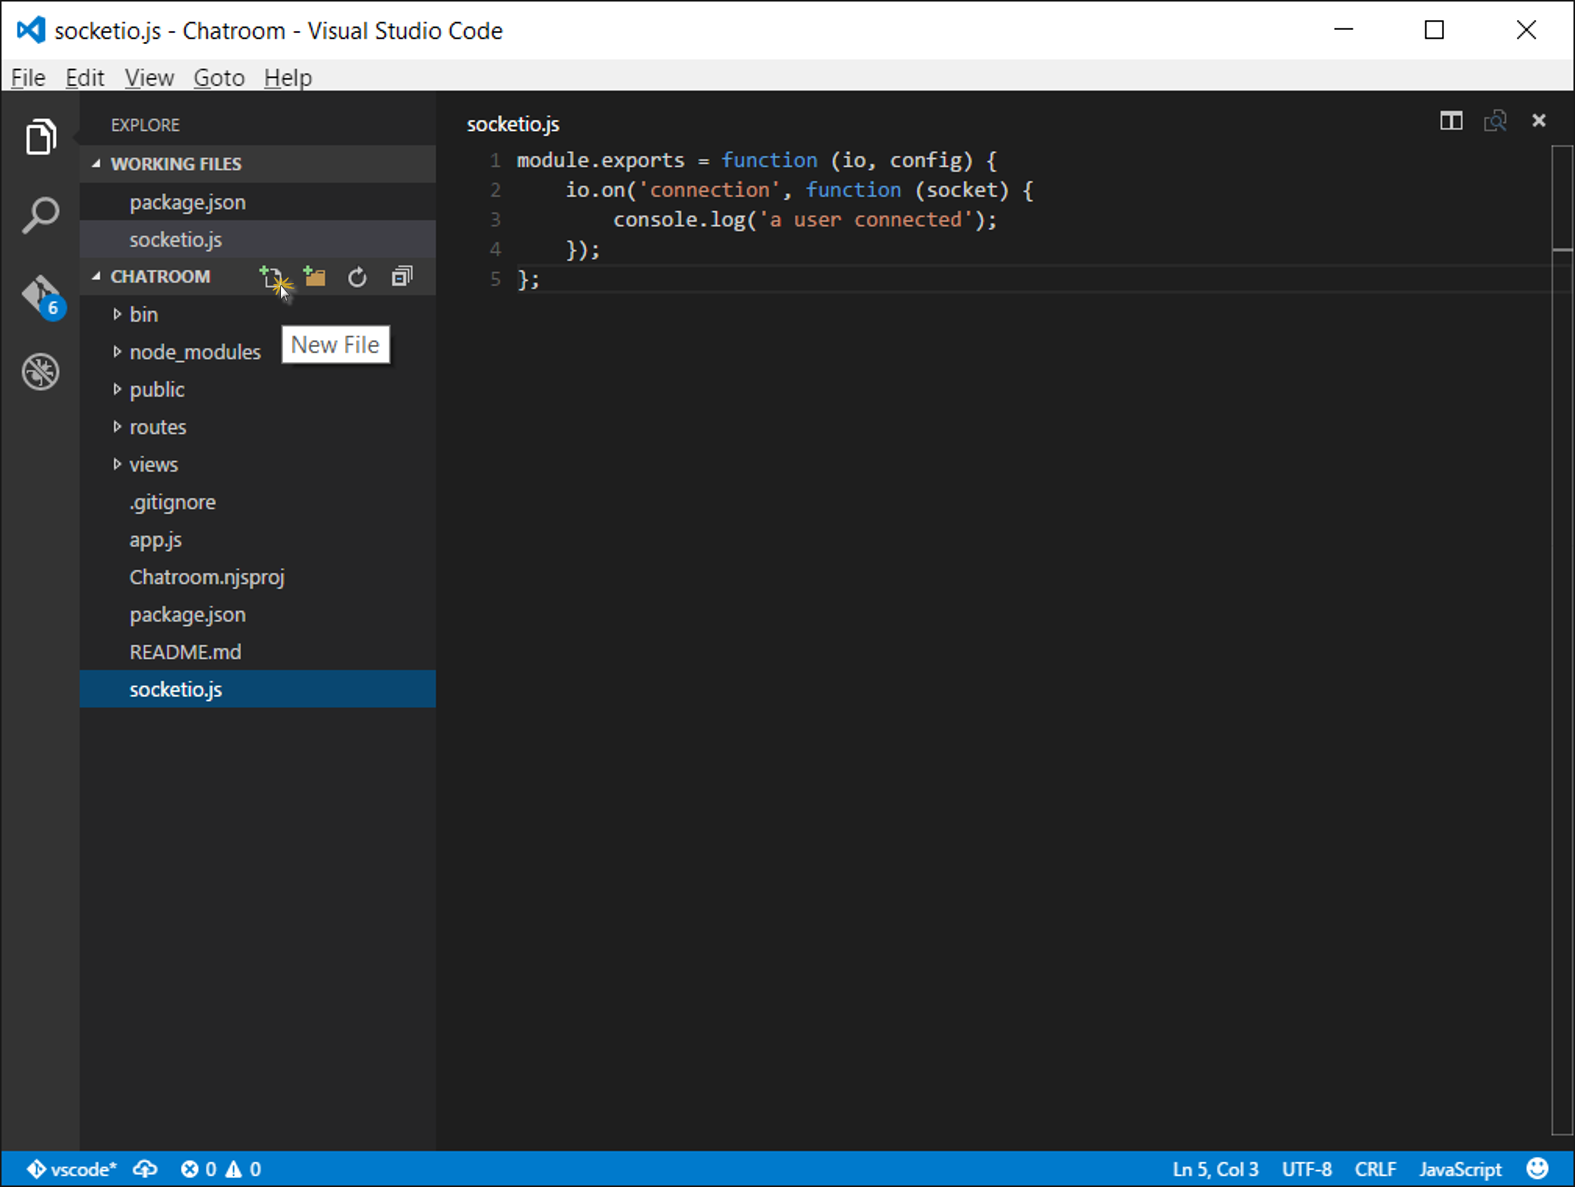 socketio.js - Chatroom - Visual Studio Code
File Edit View Goto Help
EXPLORE
WORKING FILES
package.json
socketio.js
CHATROOM
New File
bin
node_modules
public
routes
views
.gitignore
app.js
Chatroom.njsproj
package.json
README.md
socketio.js
6
socketio.js
1 module.exports = function (io, config) {
2     io.on('connection', function (socket) {
3         console.log('a user connected');
4     });
5 };
vscode* 0 0 Ln 5, Col 3 UTF-8 CRLF JavaScript